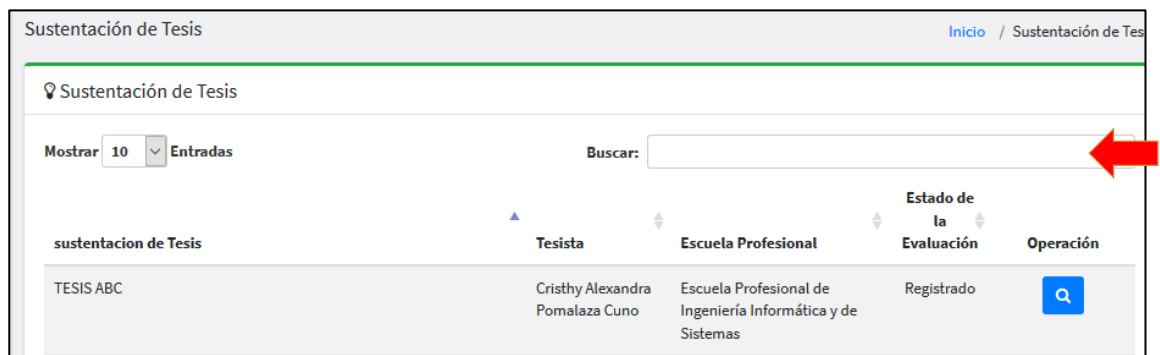 Sustentación de Tesis
Inicio / Sustentación de Tes
Sustentación de Tesis
Mostrar 10 Entradas
Buscar:
sustentacion de Tesis
Tesista
Escuela Profesional
Estado de
la
Evaluación
Operación
TESIS ABC
Cristhy Alexandra
Pomalaza Cuno
Escuela Profesional de
Ingeniería Informática y de
Sistemas
Registrado